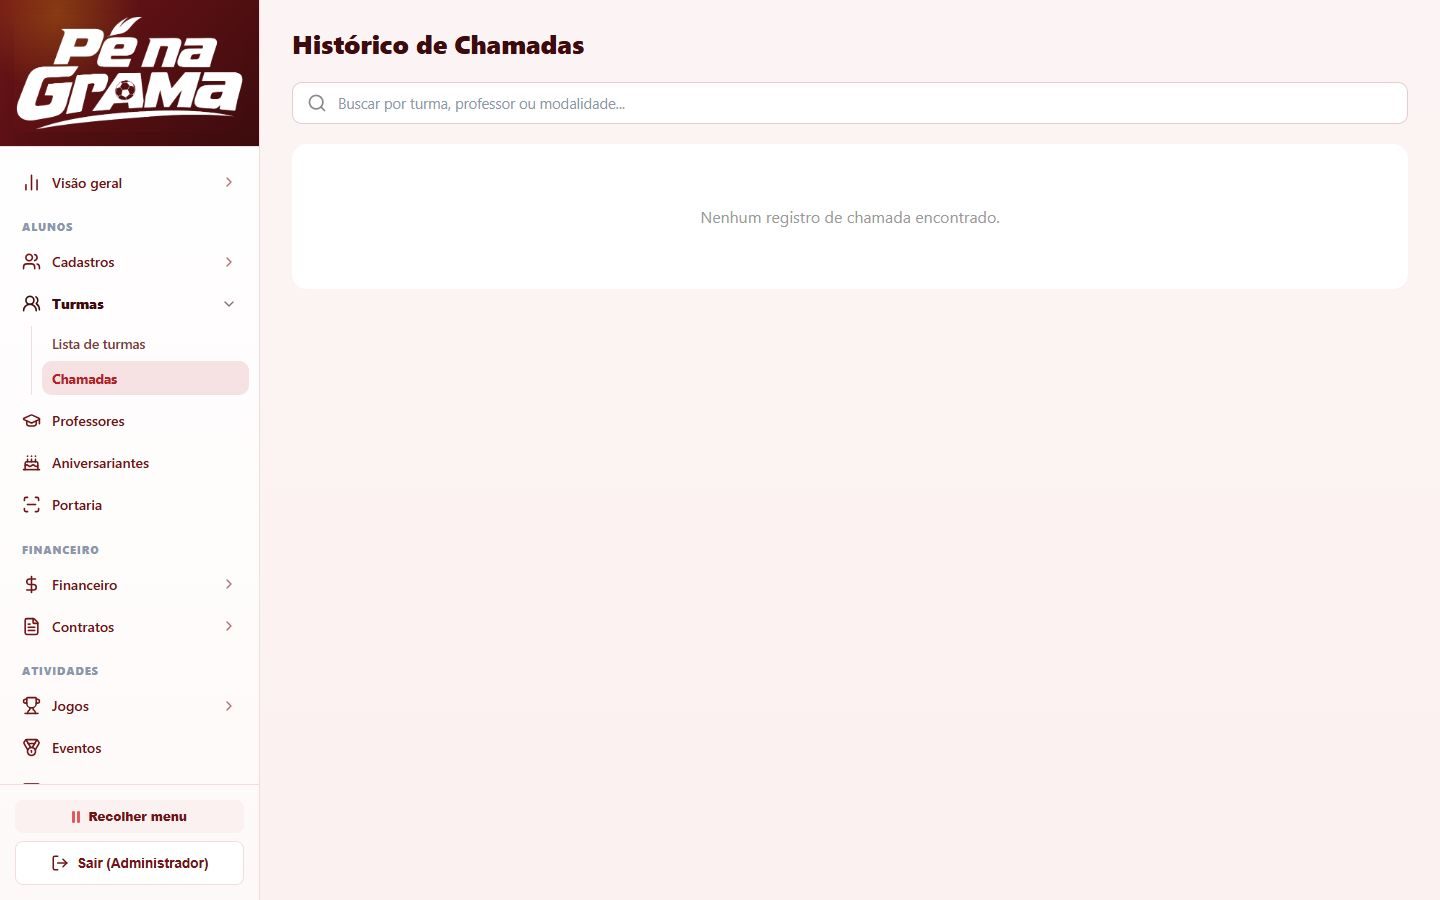 Pé na
Grama
Visão geral
ALUNOS
Cadastros
Turmas
Lista de turmas
Chamadas
Professores
Aniversariantes
Portaria
FINANCEIRO
Financeiro
Contratos
ATIVIDADES
Jogos
Eventos
Recolher menu
Sair (Administrador)
Histórico de Chamadas
Buscar por turma, professor ou modalidade...
Nenhum registro de chamada encontrado.